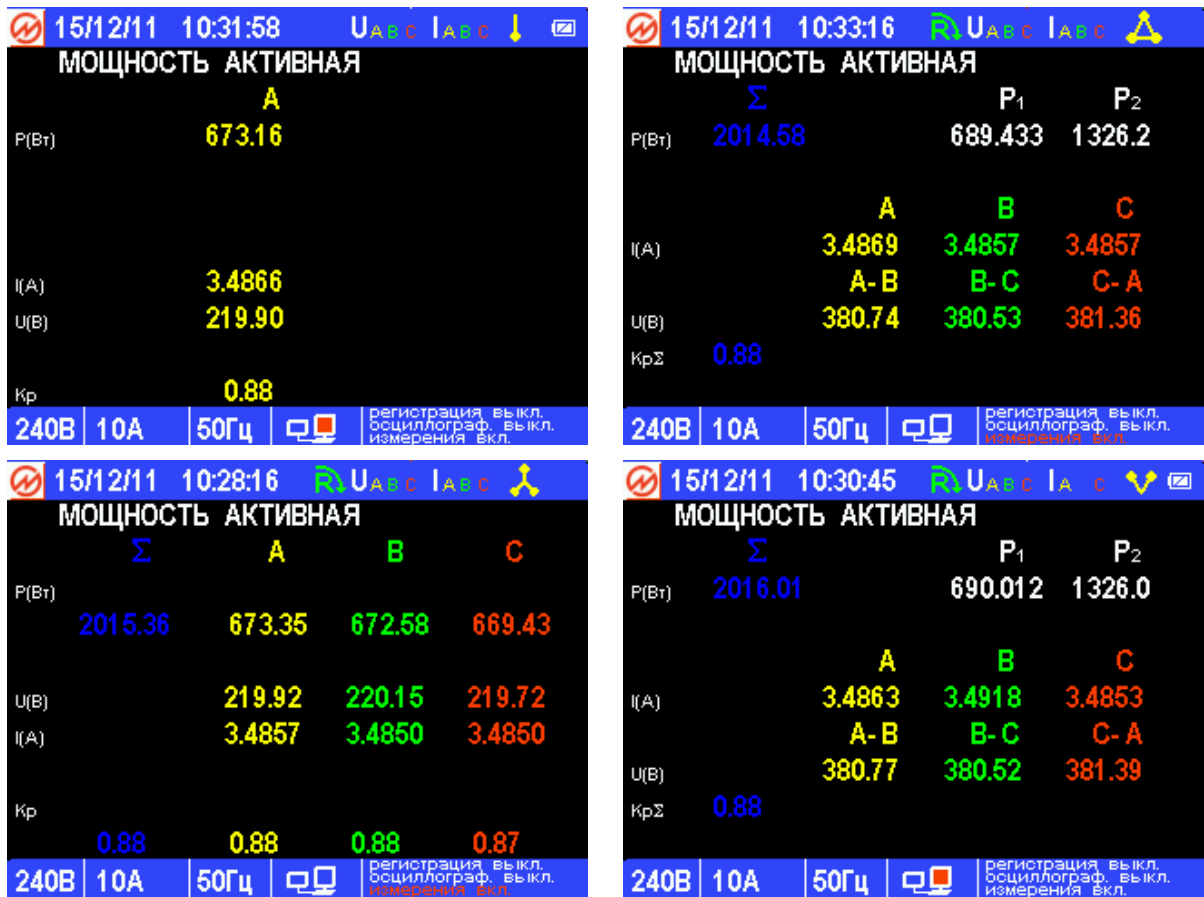 15/12/11 10:31:58 UABC IABC
МОЩНОСТЬ АКТИВНАЯ
A
P(Вт) 673.16
I(A) 3.4866
U(В) 219.90
Kp 0.88
240В 10А 50Гц
регистрация выкл.
осциллограф. выкл.
измерения вкл.
15/12/11 10:33:16 R UABC IABC
МОЩНОСТЬ АКТИВНАЯ
Σ P1 P2
P(Вт) 2014.58 689.433 1326.2
A B C
I(A) 3.4869 3.4857 3.4857
A-B B-C C-A
U(В) 380.74 380.53 381.36
KpΣ 0.88
240В 10А 50Гц
регистрация выкл.
осциллограф. выкл.
измерения вкл.
15/12/11 10:28:16 R UABC IABC
МОЩНОСТЬ АКТИВНАЯ
Σ A B C
P(Вт)
2015.36 673.35 672.58 669.43
U(В) 219.92 220.15 219.72
I(A) 3.4857 3.4850 3.4850
Kp
0.88 0.88 0.88 0.87
240В 10А 50Гц
регистрация выкл.
осциллограф. выкл.
измерения вкл.
15/12/11 10:30:45 R UABC IA C
МОЩНОСТЬ АКТИВНАЯ
Σ P1 P2
P(Вт) 2016.01 690.012 1326.0
A B C
I(A) 3.4863 3.4918 3.4853
A-B B-C C-A
U(В) 380.77 380.52 381.39
KpΣ 0.88
240В 10А 50Гц
регистрация выкл.
осциллограф. выкл.
измерения вкл.